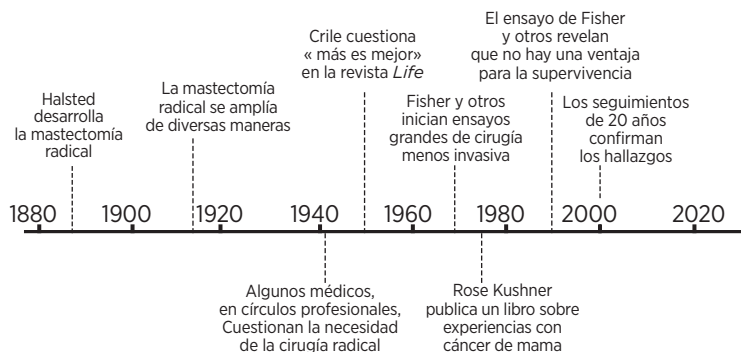 Halsted
desarrolla
la mastectomía
radical
La mastectomía
radical se amplía
de diversas maneras
Crile cuestiona
« más es mejor»
en la revista Life
Fisher y otros
inician ensayos
grandes de cirugía
menos invasiva
El ensayo de Fisher
y otros revelan
que no hay una ventaja
para la supervivencia
Los seguimientos
de 20 años
confirman
los hallazgos
1880 1900 1920 1940 1960 1980 2000 2020
Algunos médicos,
en círculos profesionales,
Cuestionan la necesidad
de la cirugía radical
Rose Kushner
publica un libro sobre
experiencias con
cáncer de mama